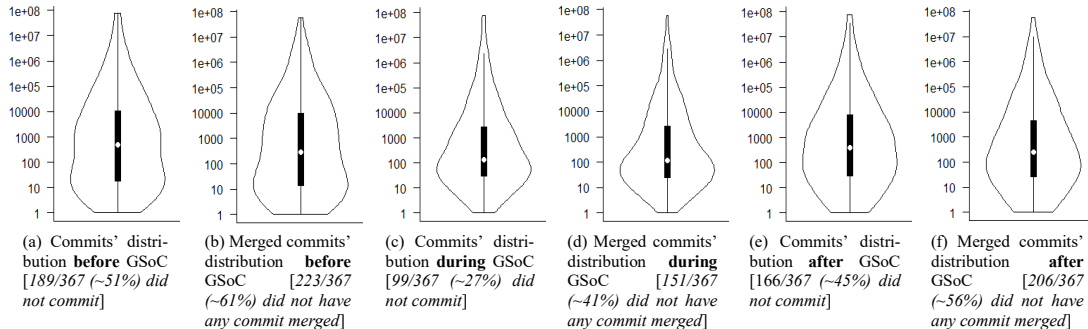 1e+08
1e+07
1e+06
1e+05
10000
1000
100
10
1
(a) Commits' distri-
bution before GSoC
[189/367 (~51%) did
not commit]
1e+08
1e+07
1e+06
1e+05
10000
1000
100
10
1
(b) Merged commits'
distribution before
GSoC [223/367
(~61%) did not have
any commit merged]
1e+08
1e+07
1e+06
1e+05
10000
1000
100
10
1
(c) Commits' distri-
bution during GSoC
[99/367 (~27%) did
not commit]
1e+08
1e+07
1e+06
1e+05
10000
1000
100
10
1
(d) Merged commits'
distribution during
GSoC [151/367
(~41%) did not have
any commit merged]
1e+08
1e+07
1e+06
1e+05
10000
1000
100
10
1
(e) Commits' distri-
bution after GSoC
[166/367 (~45%) did
not commit]
1e+08
1e+07
1e+06
1e+05
10000
1000
100
10
1
(f) Merged commits'
distribution after
GSoC [206/367
(~56%) did not have
any commit merged]